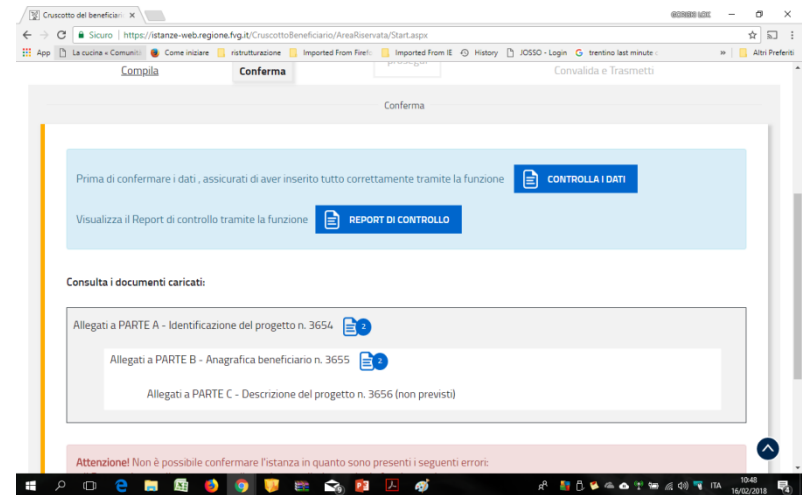 Cruscotto del beneficiari
Sicuro | https://istanze-web.regione.fvg.it/CruscottoBeneficiario/AreaRiservata/Start.aspx
App La cucina « Comunit Come iniziare ristrutturazione Imported From Firef Imported From IE History JOSSO - Login trentino last minute » Altri Preferiti
Compila Conferma Convalida e Trasmetti
Conferma
Prima di confermare i dati , assicurati di aver inserito tutto correttamente tramite la funzione CONTROLLA I DATI
Visualizza il Report di controllo tramite la funzione REPORT DI CONTROLLO
Consulta i documenti caricati:
Allegati a PARTE A - Identificazione del progetto n. 3654 2
Allegati a PARTE B - Anagrafica beneficiario n. 3655 2
Allegati a PARTE C - Descrizione del progetto n. 3656 (non previsti)
Attenzione! Non è possibile confermare l'istanza in quanto sono presenti i seguenti errori:
ITA 10:48
16/02/2018